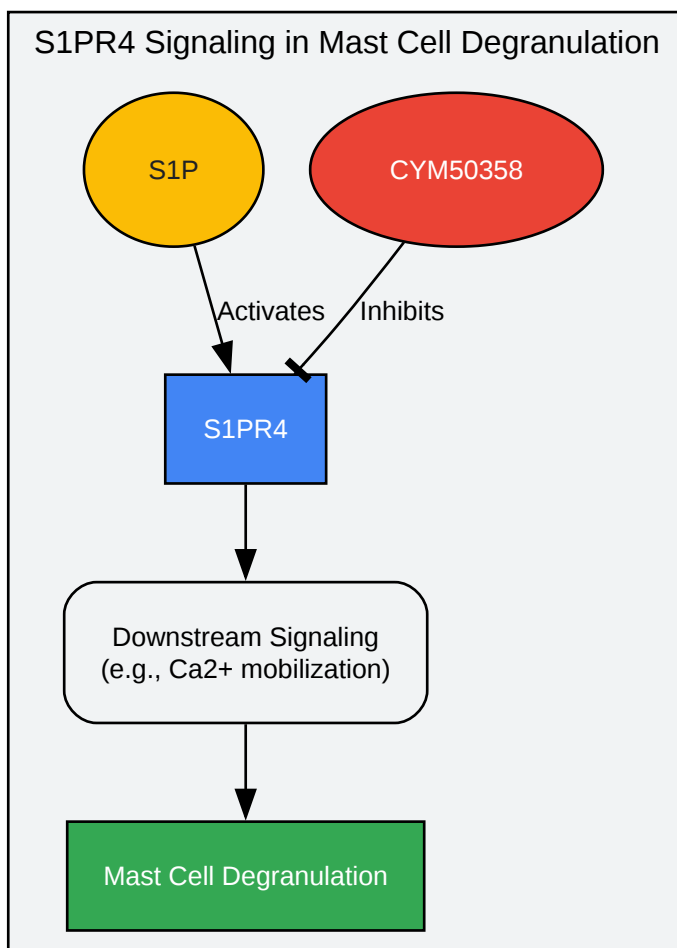 S1PR4 Signaling in Mast Cell Degranulation
S1P
CYM50358
Activates
Inhibits
S1PR4
Downstream Signaling
(e.g., Ca2+ mobilization)
Mast Cell Degranulation